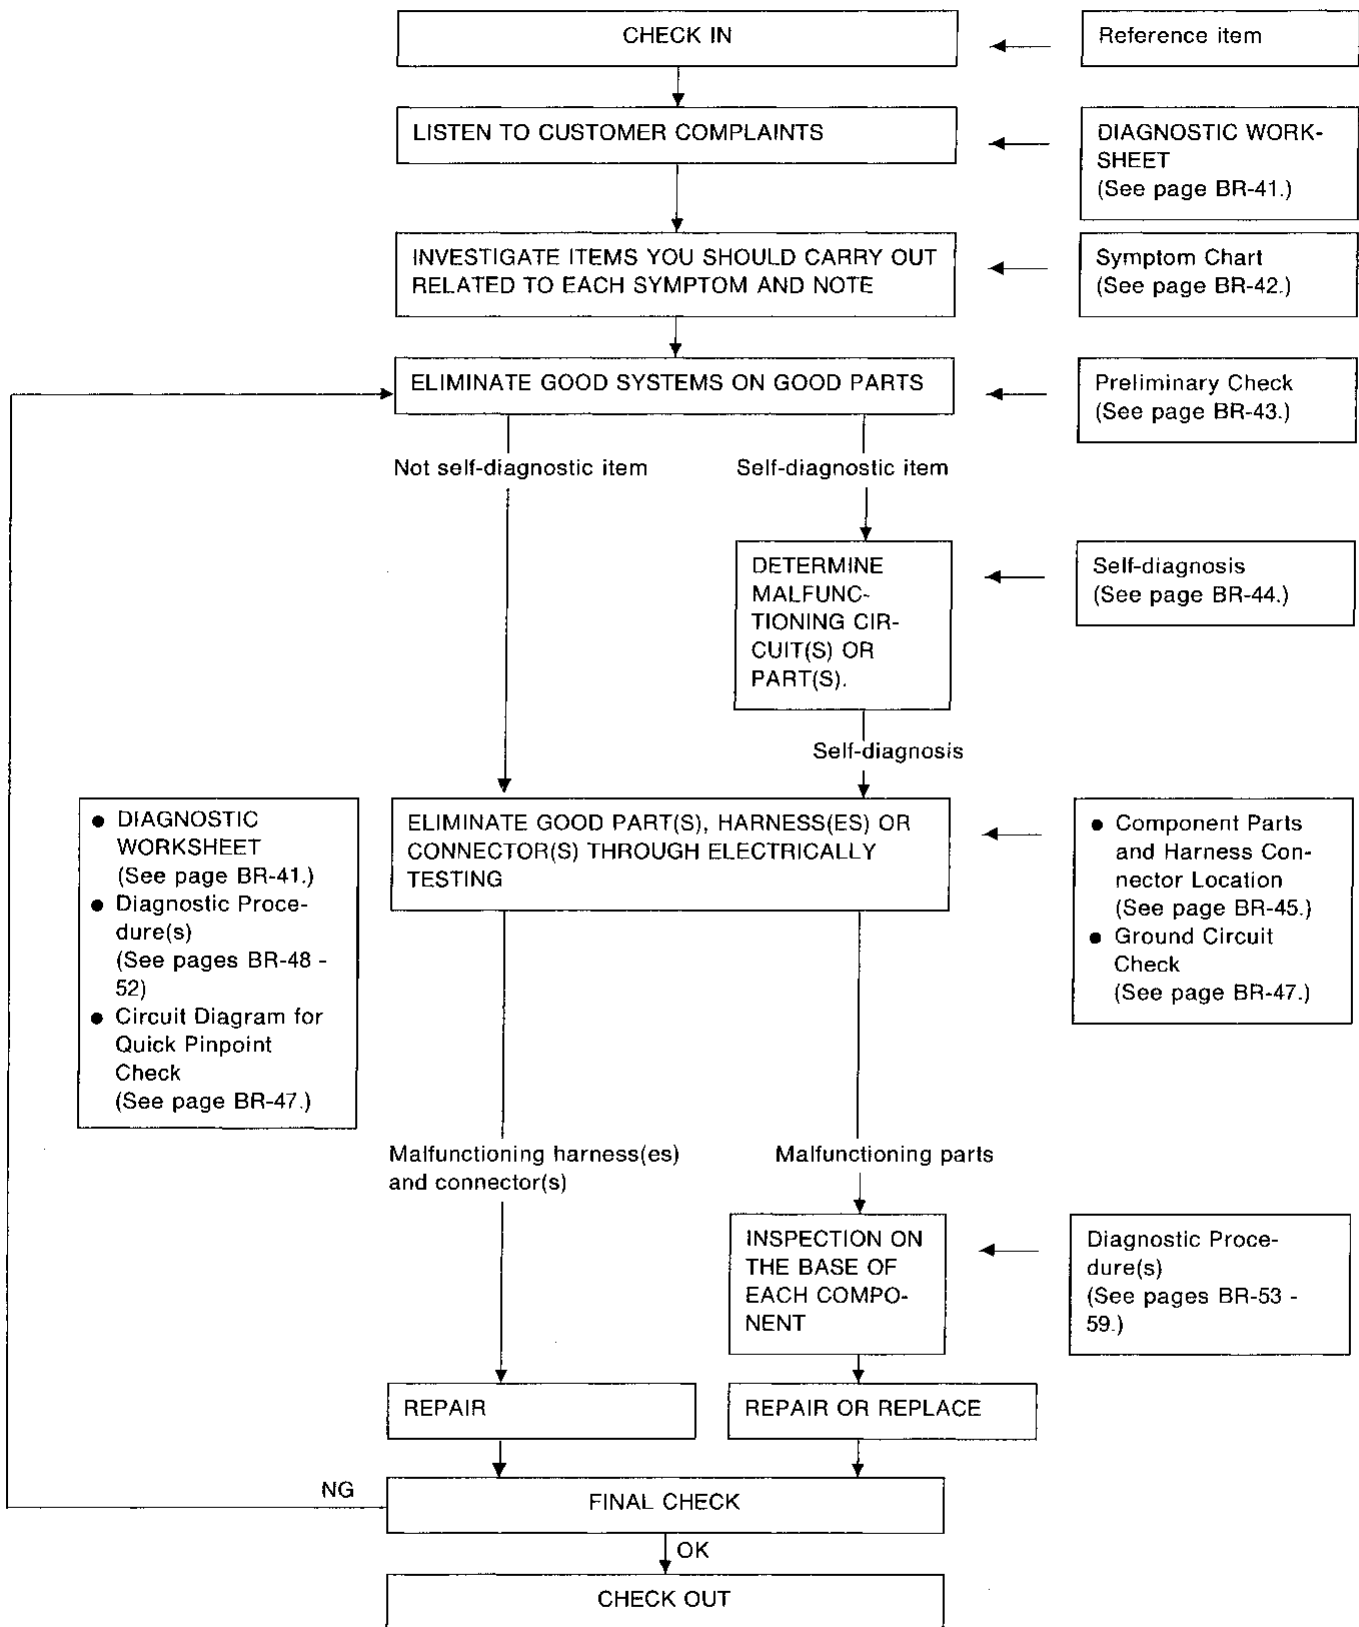 CHECK IN
Reference item
LISTEN TO CUSTOMER COMPLAINTS
DIAGNOSTIC WORK-
SHEET
(See page BR-41.)
INVESTIGATE ITEMS YOU SHOULD CARRY OUT
RELATED TO EACH SYMPTOM AND NOTE
Symptom Chart
(See page BR-42.)
ELIMINATE GOOD SYSTEMS ON GOOD PARTS
Preliminary Check
(See page BR-43.)
Not self-diagnostic item
Self-diagnostic item
DETERMINE
MALFUNC-
TIONING CIR-
CUIT(S) OR
PART(S).
Self-diagnosis
(See page BR-44.)
Self-diagnosis
● DIAGNOSTIC
WORKSHEET
(See page BR-41.)
● Diagnostic Proce-
dure(s)
(See pages BR-48 -
52)
● Circuit Diagram for
Quick Pinpoint
Check
(See page BR-47.)
ELIMINATE GOOD PART(S), HARNESS(ES) OR
CONNECTOR(S) THROUGH ELECTRICALLY
TESTING
● Component Parts
and Harness Con-
nector Location
(See page BR-45.)
● Ground Circuit
Check
(See page BR-47.)
Malfunctioning harness(es)
and connector(s)
Malfunctioning parts
INSPECTION ON
THE BASE OF
EACH COMPO-
NENT
Diagnostic Proce-
dure(s)
(See pages BR-53 -
59.)
REPAIR
REPAIR OR REPLACE
NG
FINAL CHECK
OK
CHECK OUT